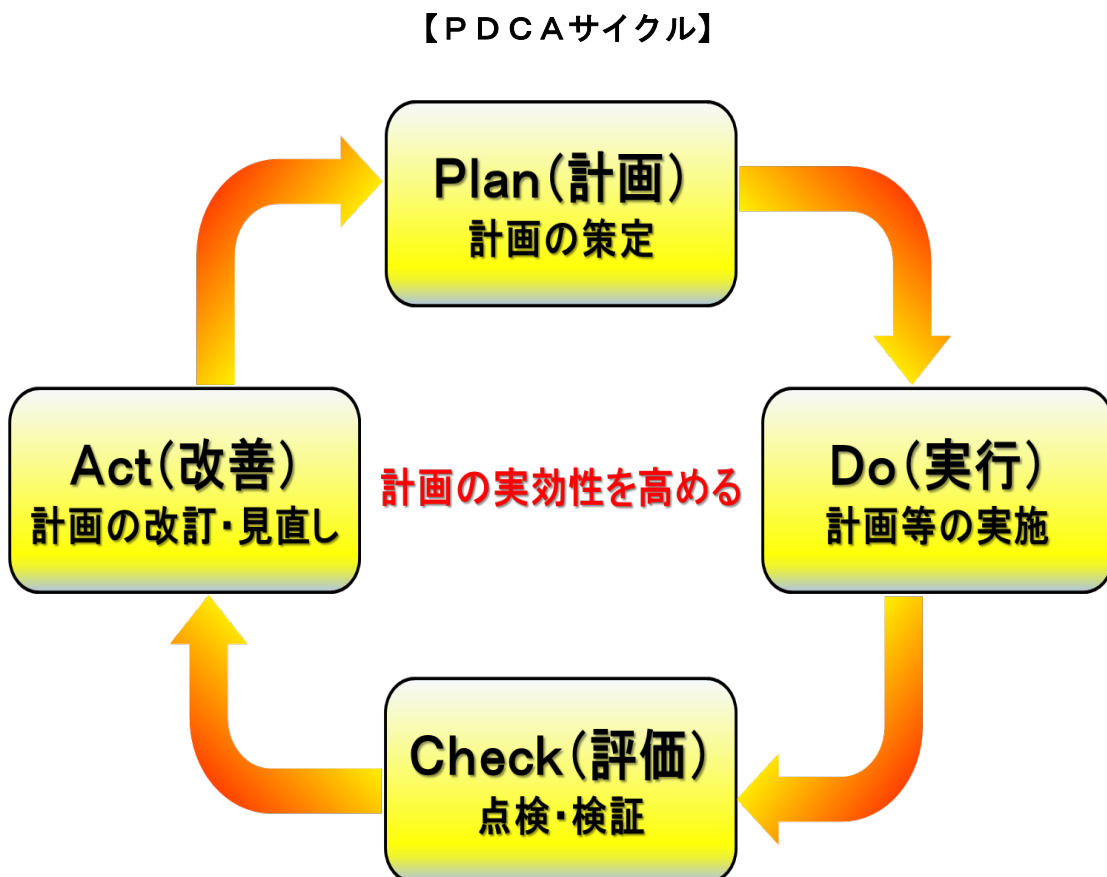 【ＰＤＣＡサイクル】
Plan（計画）
計画の策定
Act（改善）
計画の改訂・見直し
計画の実効性を高める
Do（実行）
計画等の実施
Check（評価）
点検・検証